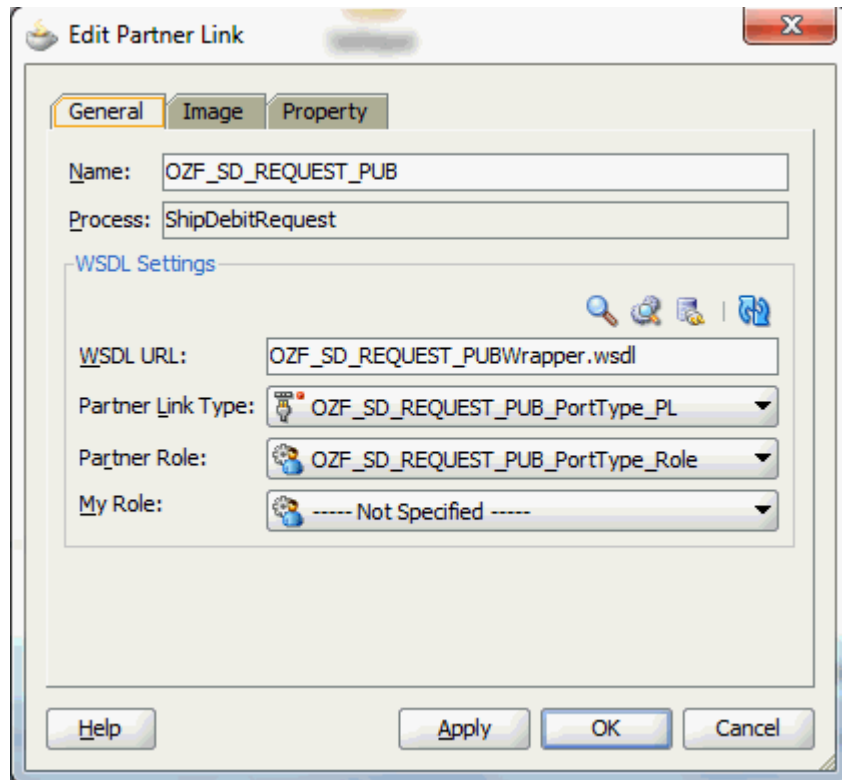 Edit Partner Link
General Image Property
Name: OZF_SD_REQUEST_PUB
Process: ShipDebitRequest
WSDL Settings
WSDL URL: OZF_SD_REQUEST_PUBWrapper.wsdl
Partner Link Type: OZF_SD_REQUEST_PUB_PortType_PL
Partner Role: OZF_SD_REQUEST_PUB_PortType_Role
My Role: ----- Not Specified -----
Help Apply OK Cancel